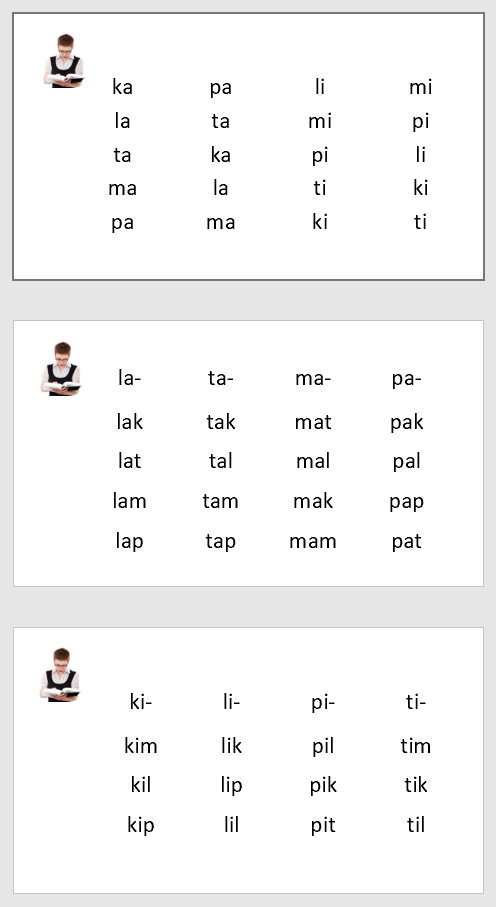 ka pa li mi
la ta mi pi
ta ka pi li
ma la ti ki
pa ma ki ti
la- ta- ma- pa-
lak tak mat pak
lat tal mal pal
lam tam mak pap
lap tap mam pat
ki- li- pi- ti-
kim lik pil tim
kil lip pik tik
kip lil pit til